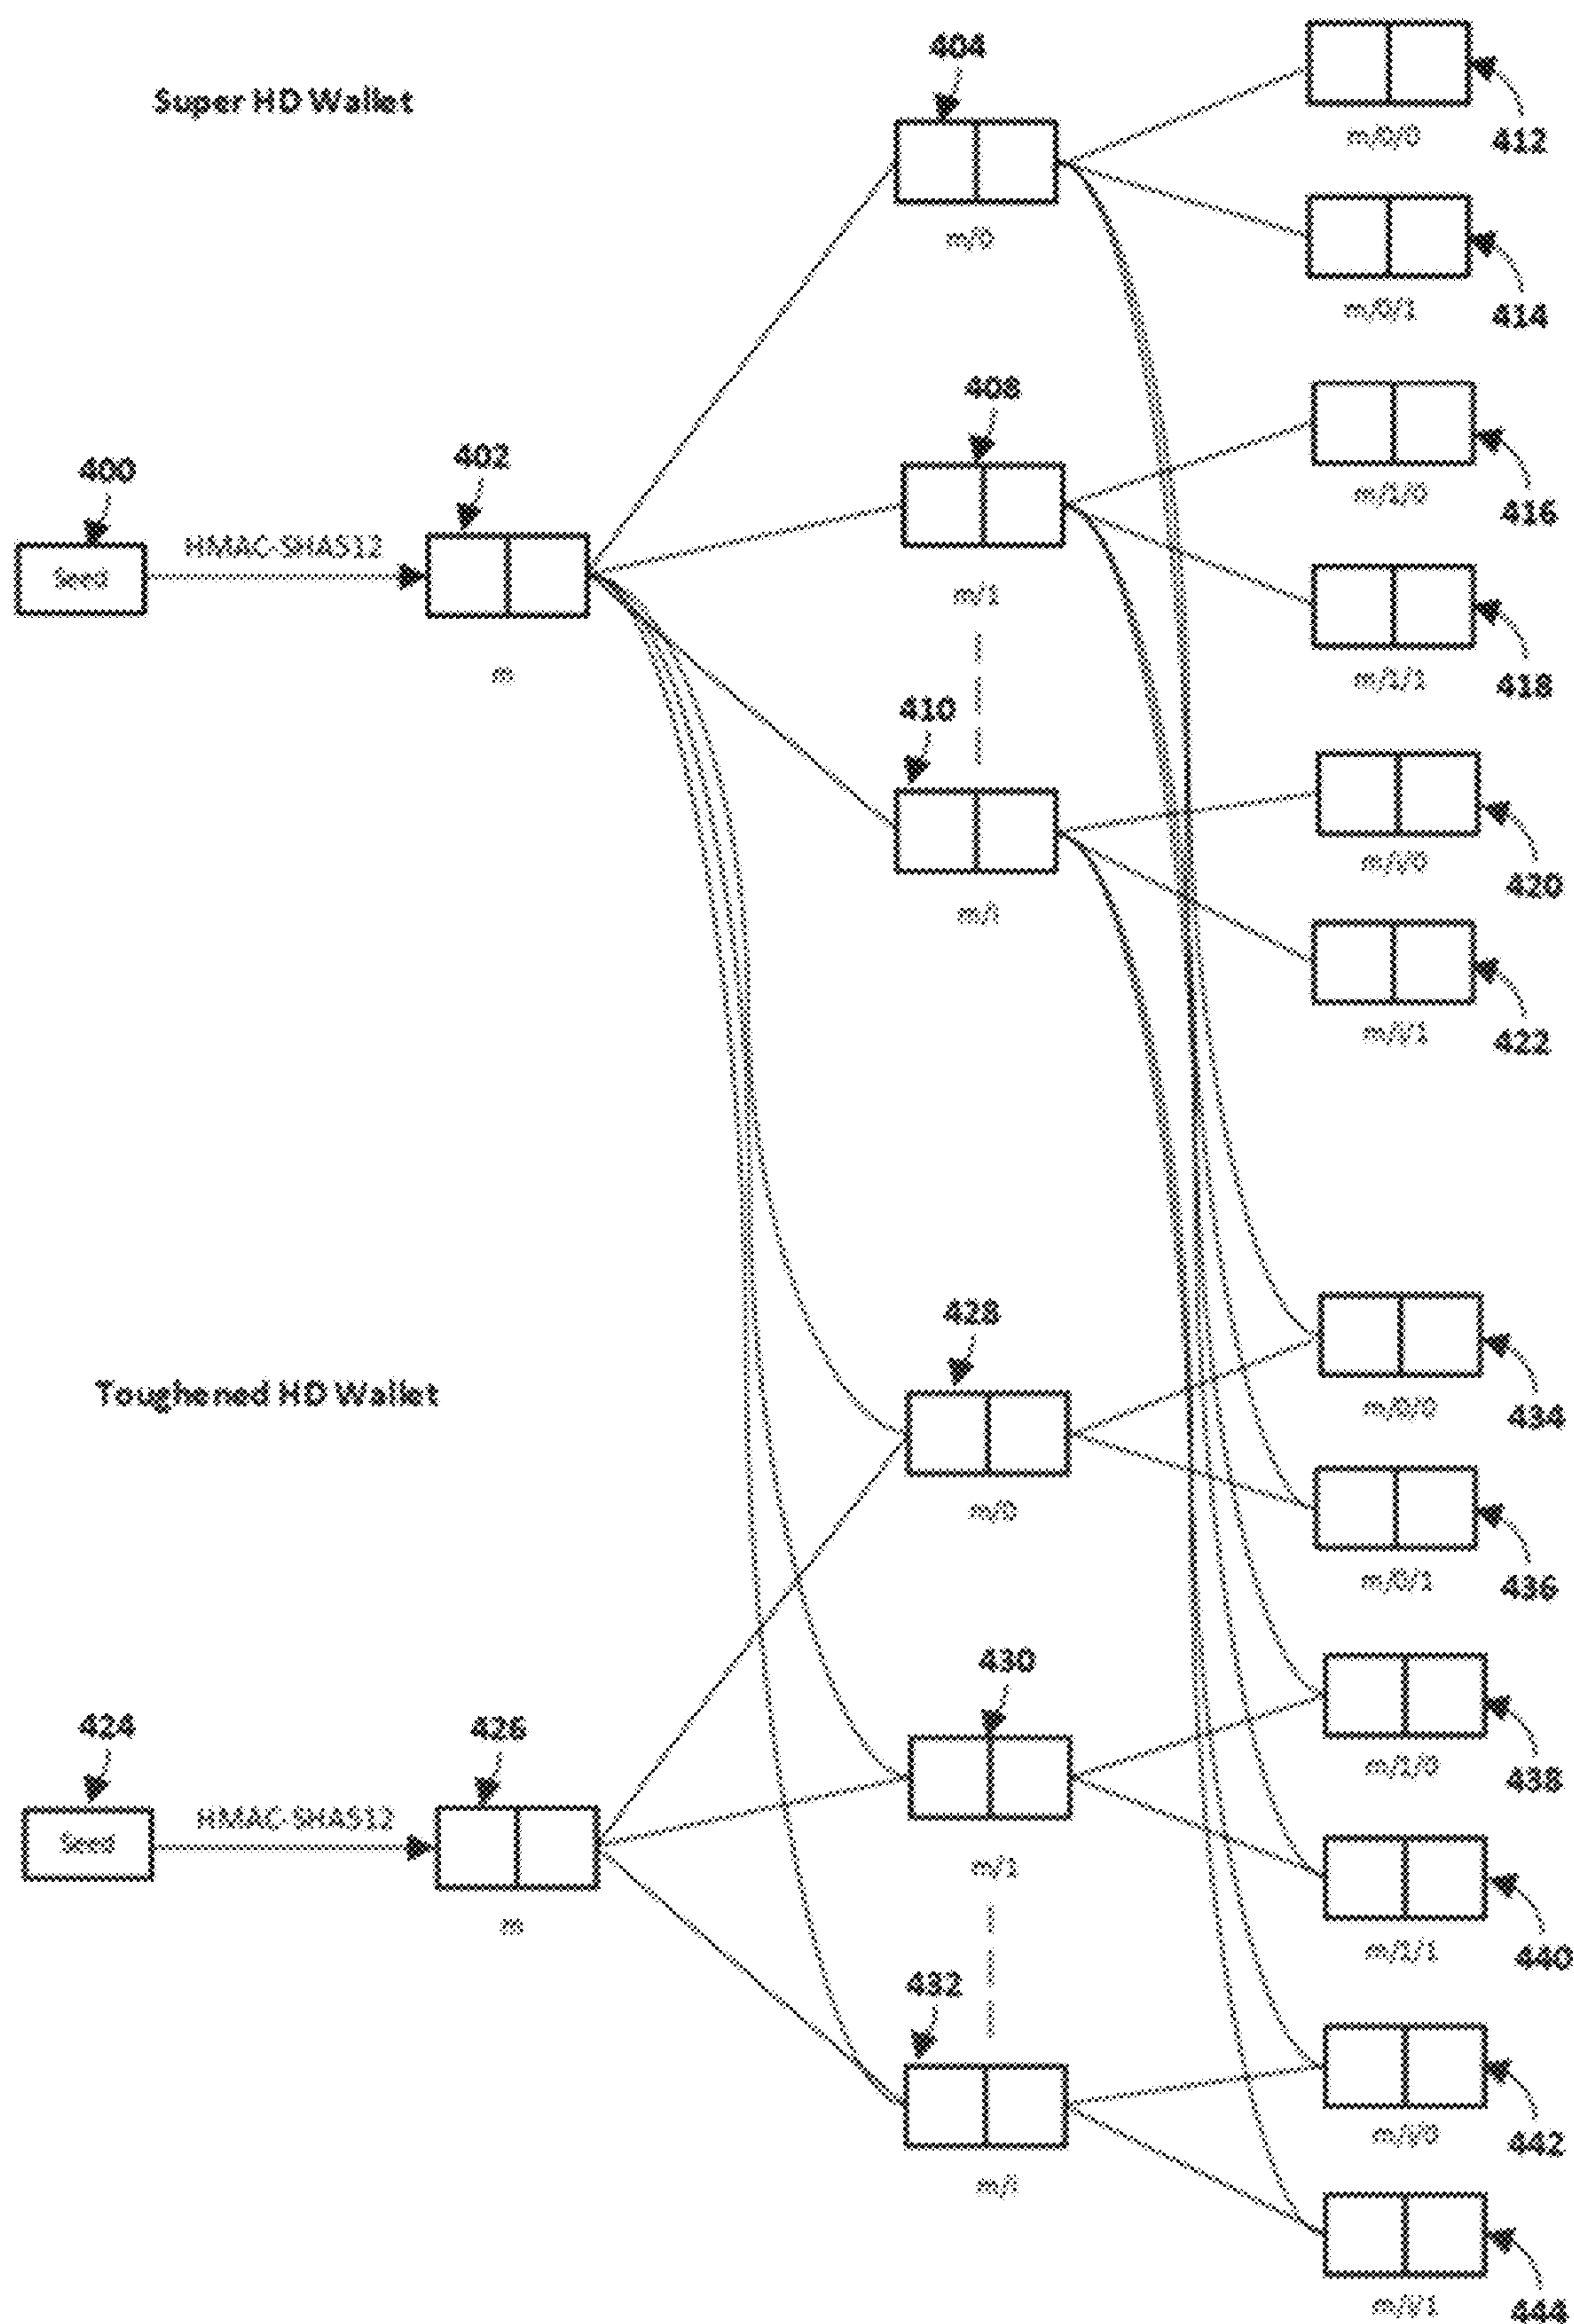 Super HD Wallet
404
m/0
m/0/0
412
m/0/1
414
408
m/1
m/1/0
416
m/1/1
418
400
Seed
HMAC-SHA512
402
m
410
m/i
m/i/0
420
m/i/1
422
Toughened HD Wallet
428
m/0
m/0/0
434
m/0/1
436
430
m/1
m/1/0
438
m/1/1
440
424
Seed
HMAC-SHA512
426
m
432
m/i
m/i/0
442
m/i/1
444